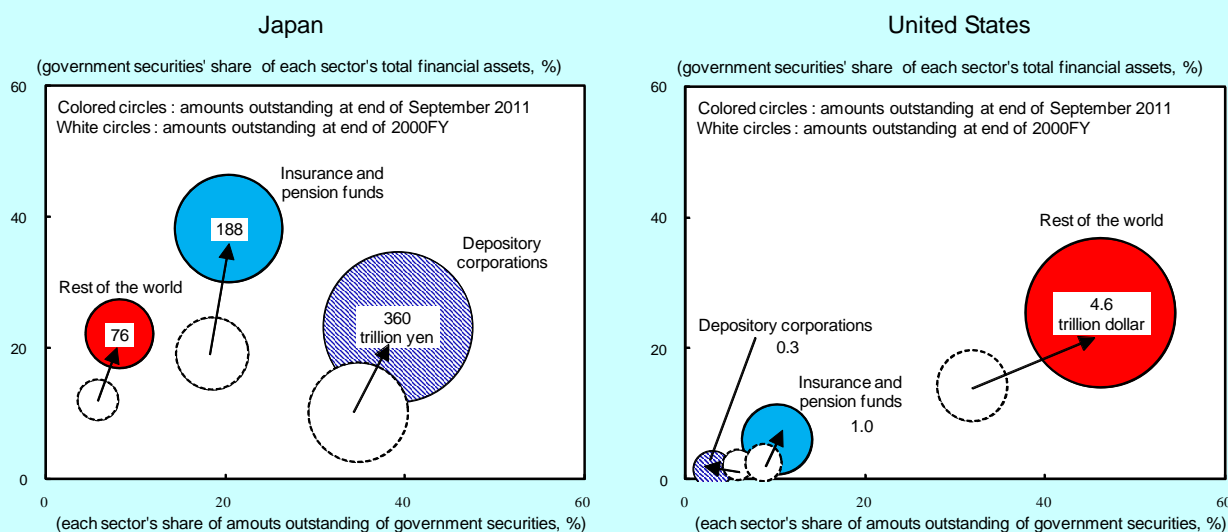 Japan
(government securities' share of each sector's total financial assets, %)
60
Colored circles : amounts outstanding at end of September 2011
White circles : amounts outstanding at end of 2000FY
Insurance and
pension funds
40
188
Depository
corporations
Rest of the world
360
trillion yen
76
20
0
0
20
40
60
(each sector's share of amouts outstanding of government securities, %)
United States
(government securities' share of each sector's total financial assets, %)
60
Colored circles : amounts outstanding at end of September 2011
White circles : amounts outstanding at end of 2000FY
40
Rest of the world
4.6
trillion dollar
Depository corporations
0.3
20
Insurance and
pension funds
1.0
0
0
20
40
60
(each sector's share of amouts outstanding of government securities, %)